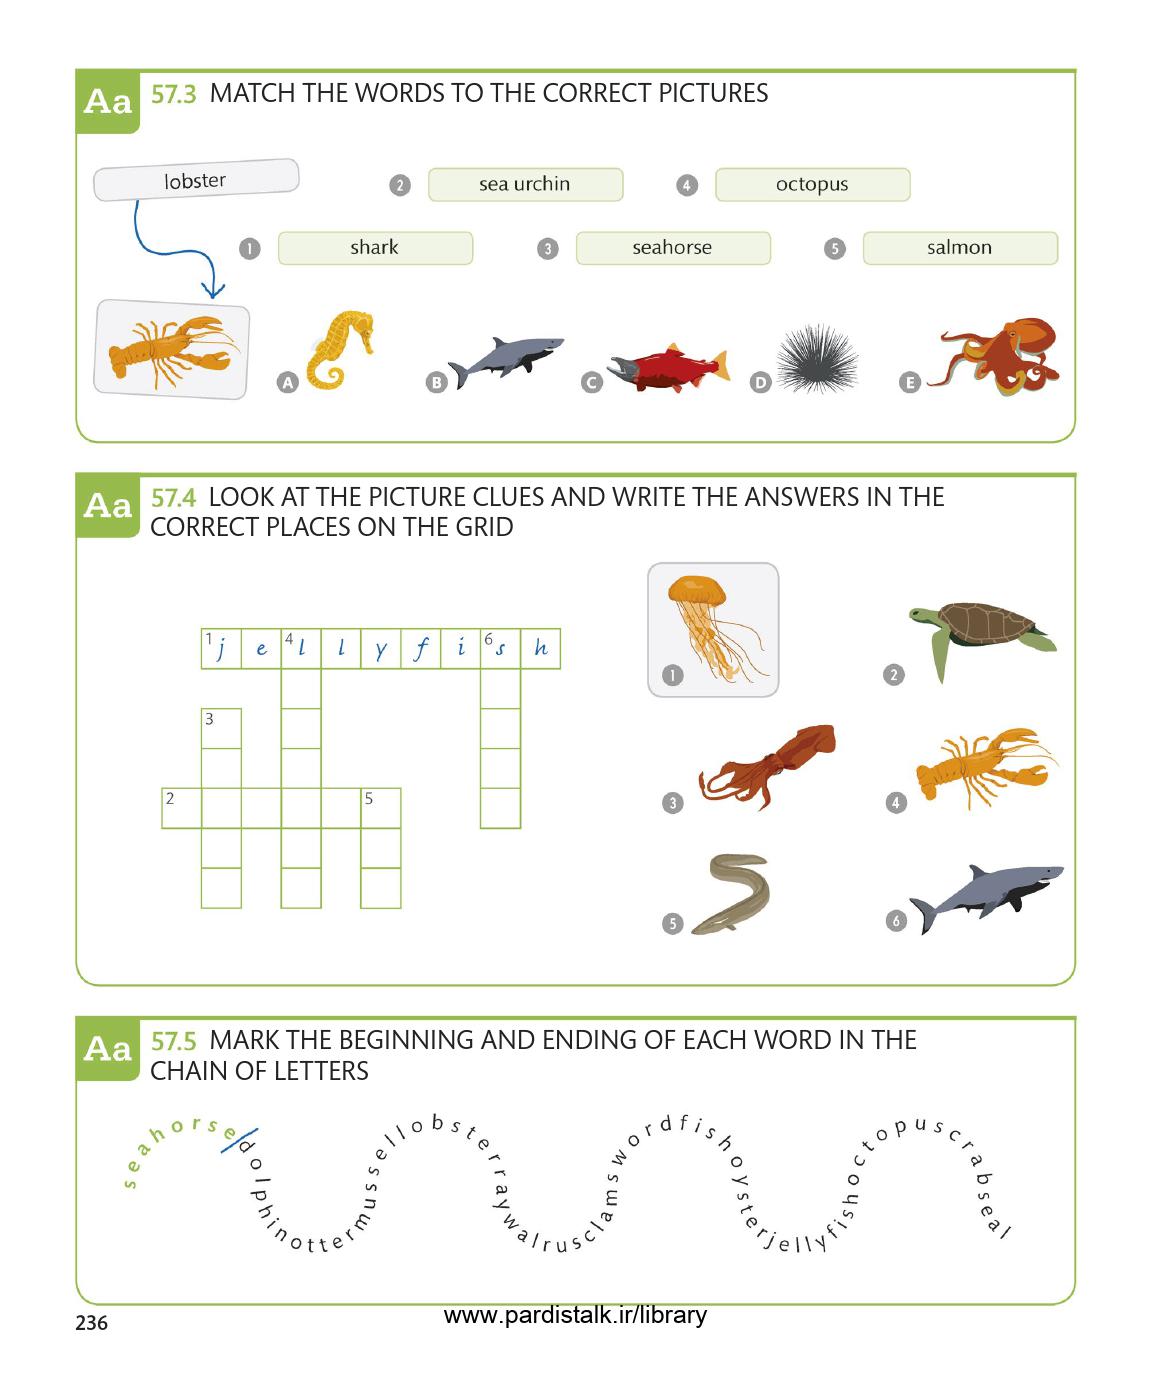 Aa 57.3 MATCH THE WORDS TO THE CORRECT PICTURES
lobster
2 sea urchin
4 octopus
1 shark
3 seahorse
5 salmon
A
B
C
D
E
Aa 57.4 LOOK AT THE PICTURE CLUES AND WRITE THE ANSWERS IN THE
CORRECT PLACES ON THE GRID
1 j e 4 l l y f i 6 s h
3
2 5
1
2
3
4
5
6
Aa 57.5 MARK THE BEGINNING AND ENDING OF EACH WORD IN THE
CHAIN OF LETTERS
seahorsedolphinottermussellobsterraywalrusclamswordfishoysterjellyfishoctopuscrabseal
236
www.pardistalk.ir/library